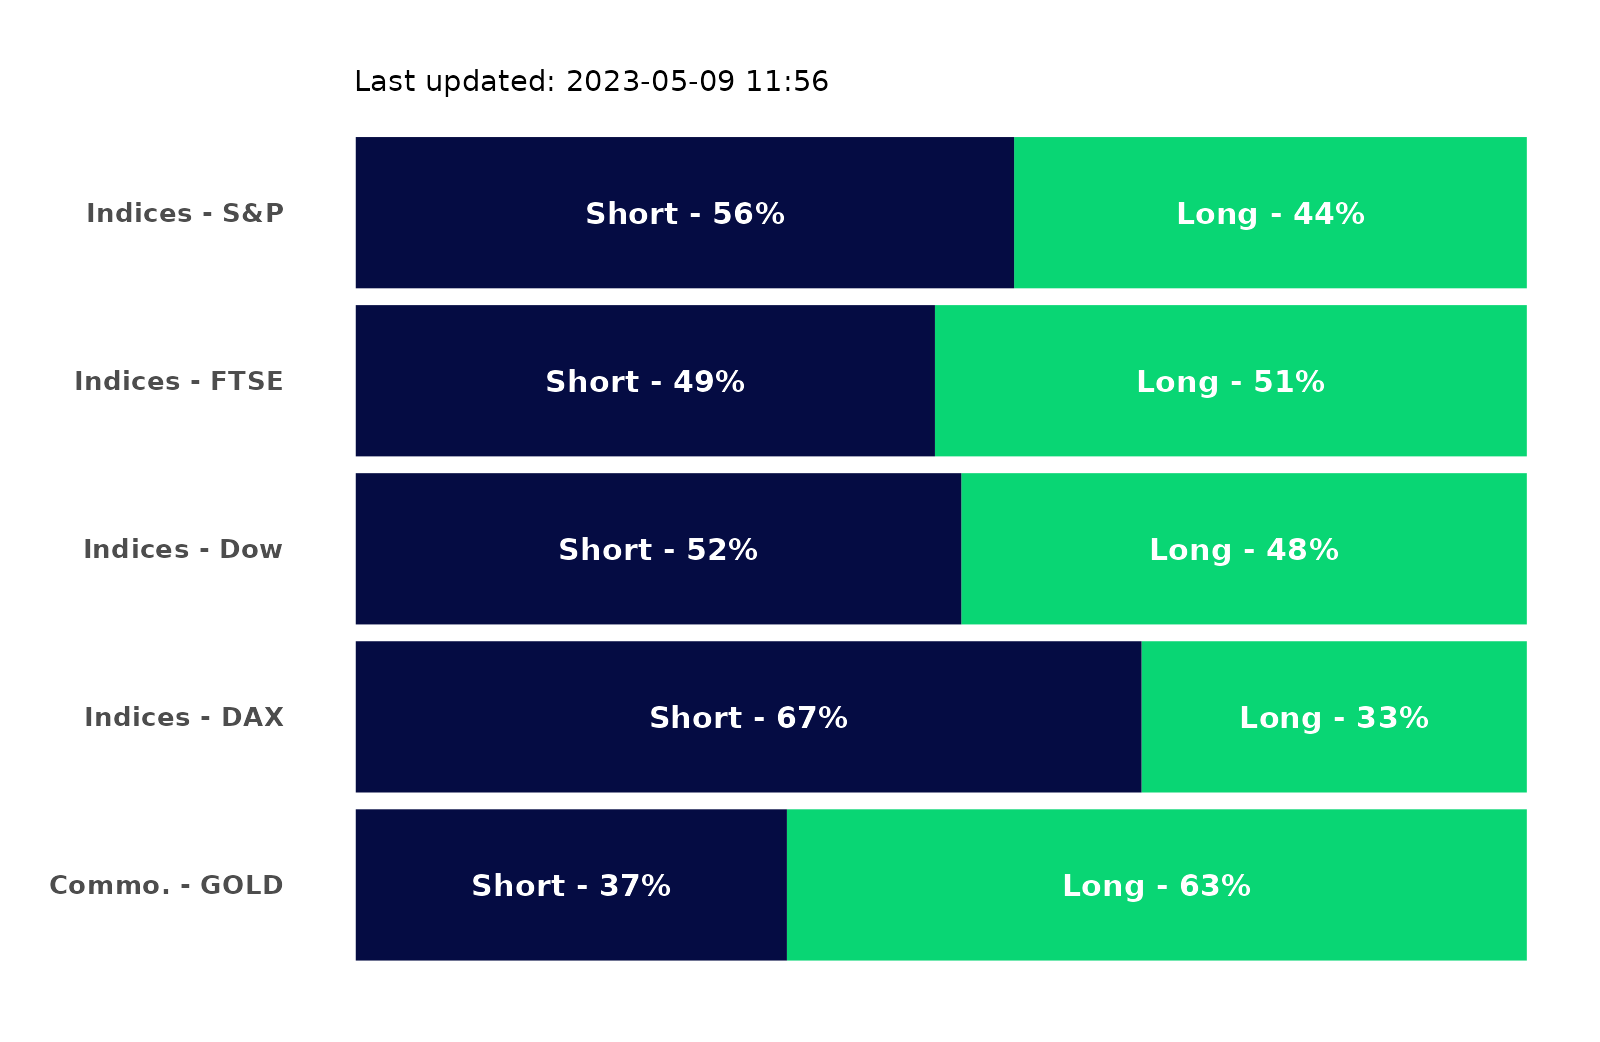 Last updated: 2023-05-09 11:56
Indices - S&P Short - 56% Long - 44%
Indices - FTSE Short - 49% Long - 51%
Indices - Dow Short - 52% Long - 48%
Indices - DAX Short - 67% Long - 33%
Commo. - GOLD Short - 37% Long - 63%